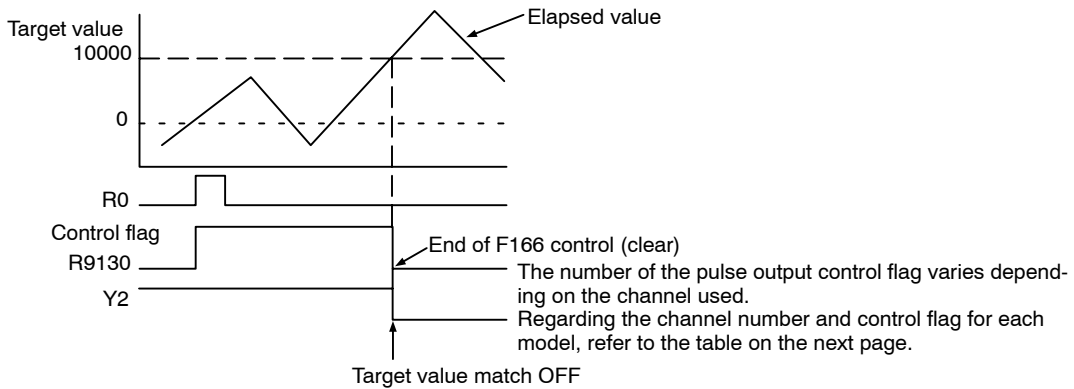 Elapsed value
Target value
10000
0
R0
Control flag
R9130
End of F166 control (clear)
The number of the pulse output control flag varies depend-
ing on the channel used.
Y2
Regarding the channel number and control flag for each
model, refer to the table on the next page.
Target value match OFF